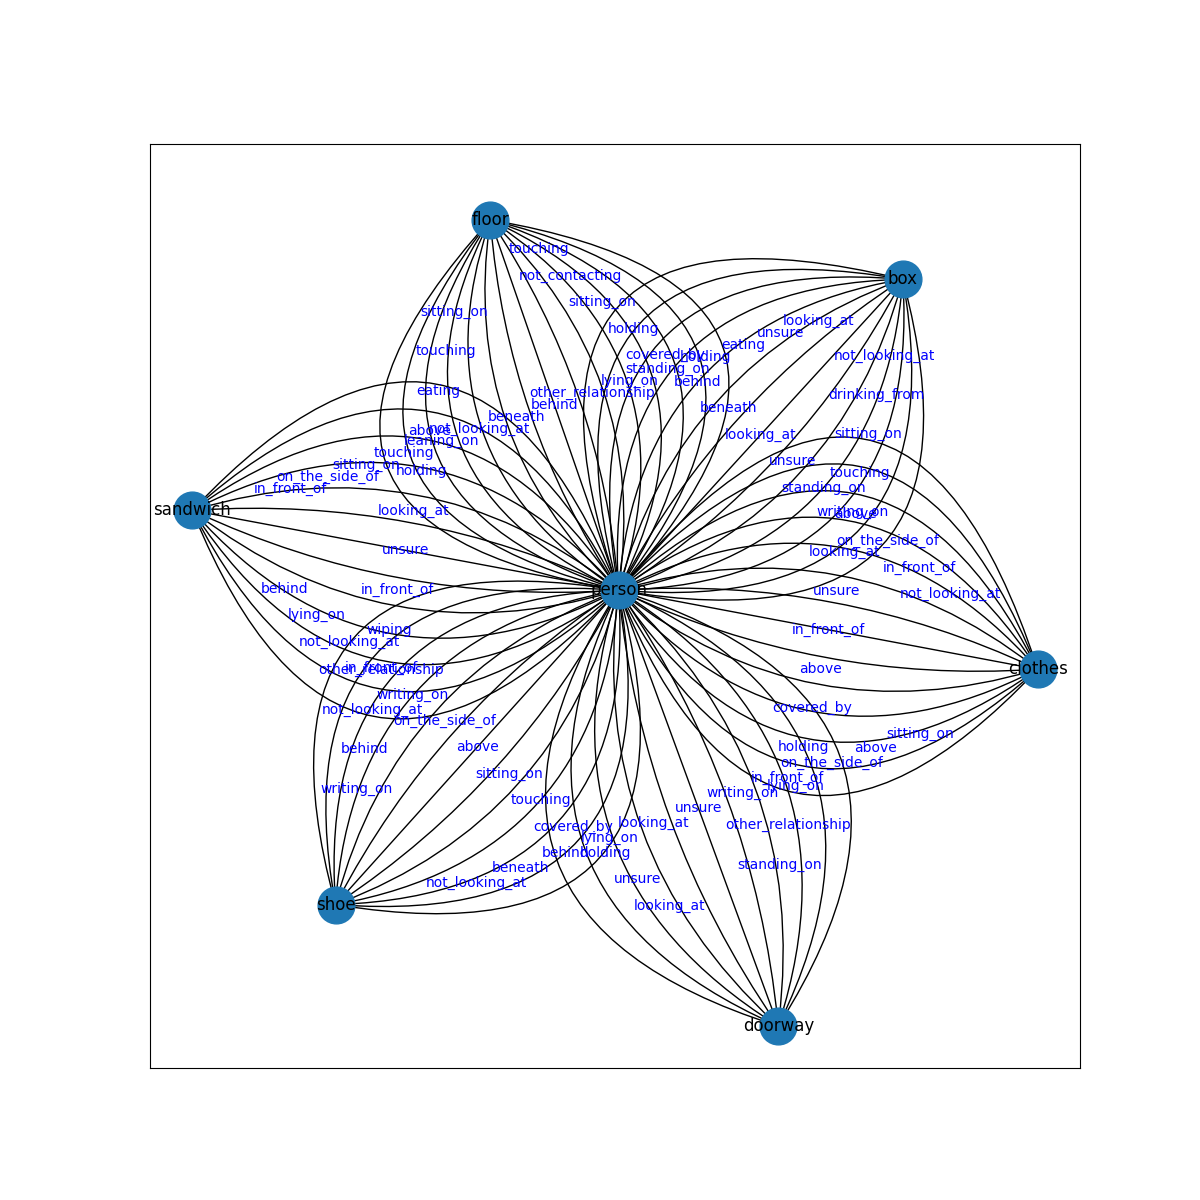 floor
touching
not_contacting
box
sitting_on
sitting_on
looking_at
holding
unsure
eating
touching
covered_by
holding
not_looking_at
standing_on
lying_on
behind
eating
other_relationship
drinking_from
behind
beneath
beneath
above
not_looking_at
sitting_on
looking_at
leaning_on
touching
unsure
sitting_on
holding
touching
on_the_side_of
in_front_of
standing_on
sandwich
looking_at
writing_on
above
on_the_side_of
unsure
looking_at
in_front_of
behind
in_front_of
person
unsure
not_looking_at
lying_on
wiping
in_front_of
not_looking_at
other_relationship
in_front_of
above
clothes
writing_on
not_looking_at
on_the_side_of
covered_by
sitting_on
behind
above
holding
above
on_the_side_of
sitting_on
in_front_of
lying_on
writing_on
touching
writing_on
unsure
covered_by
looking_at
other_relationship
lying_on
behind
holding
beneath
standing_on
not_looking_at
unsure
shoe
looking_at
doorway